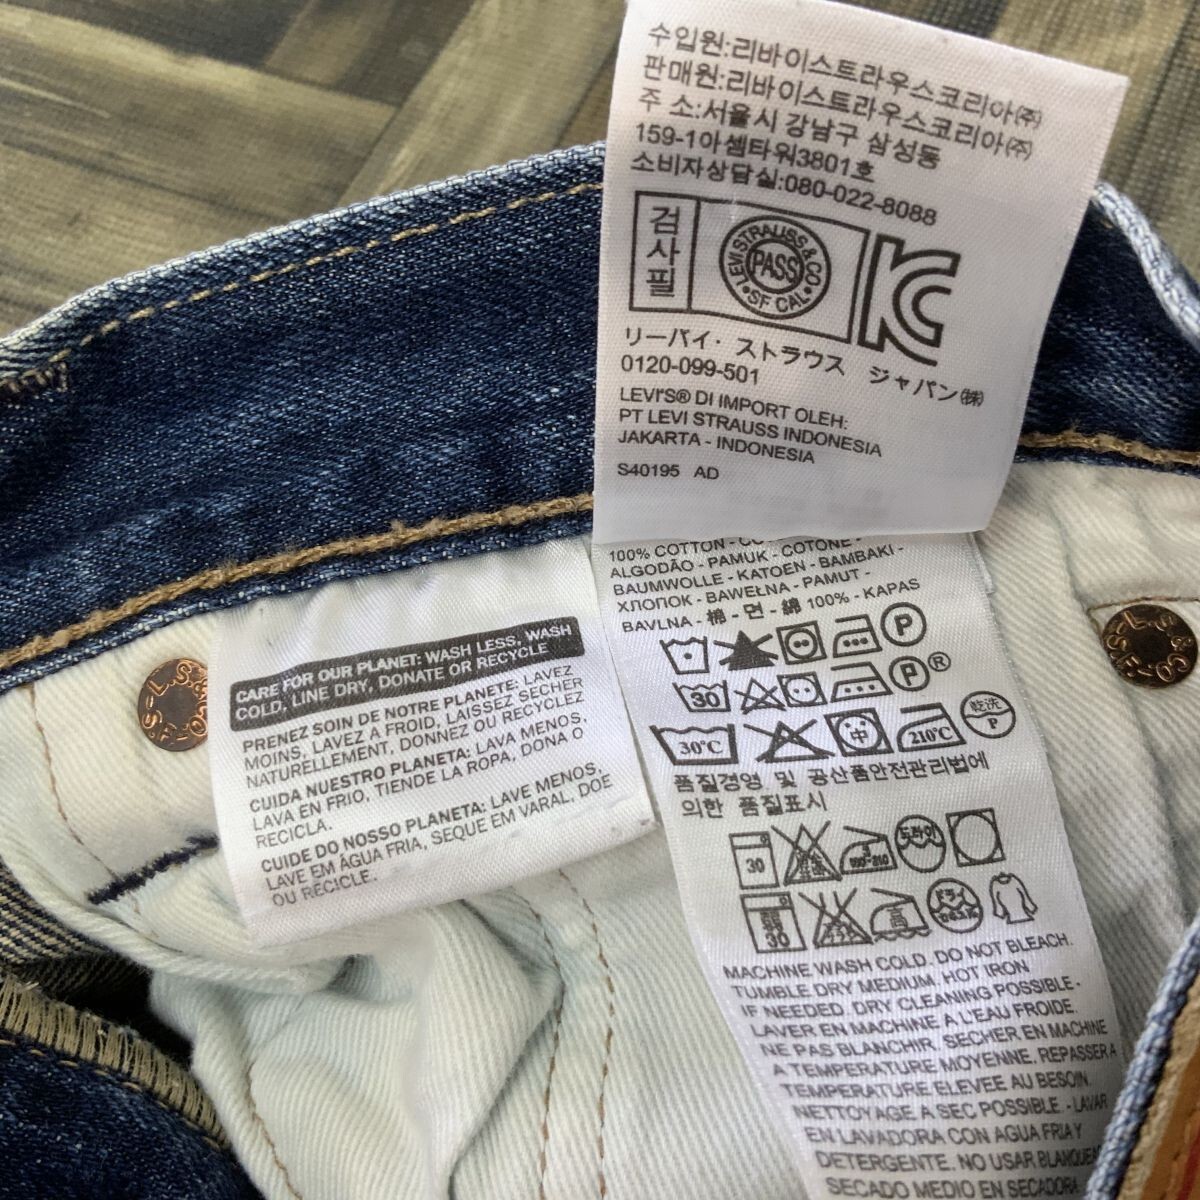 수입원:리바이스트라우스코리아㈜
판매원:리바이스트라우스코리아㈜
주 소:서울시 강남구 삼성동
159-1아셈타워3801호
소비자상담실:080-022-8088
검사필
LEVI STRAUSS & CO
PASS
SF CAL
リーバイ・ストラウス ジャパン㈱
0120-099-501
LEVI'S® DI IMPORT OLEH:
PT LEVI STRAUSS INDONESIA
JAKARTA - INDONESIA
S40195 AD
100% COTTON - CO
ALGODÃO - PAMUK - COTONE -
BAUMWOLLE - KATOEN - BAMBAKI -
ХЛОПОК - BAWEŁNA - PAMUT -
BAVLNA - 棉 - 면 - 綿 100% - KAPAS
P
30
P ®
30°C
中
210°C
乾洗
P
품질경영 및 공산품안전관리법에
의한 품질표시
30
드라이
弱
30
高
ドライ
CARE FOR OUR PLANET: WASH LESS, WASH
COLD, LINE DRY, DONATE OR RECYCLE
PRENEZ SOIN DE NOTRE PLANETE: LAVEZ
MOINS, LAVEZ A FROID, LAISSEZ SECHER
NATURELLEMENT, DONNEZ OU RECYCLEZ
CUIDA NUESTRO PLANETA: LAVA MENOS,
LAVA EN FRIO, TIENDE LA ROPA, DONA O
RECICLA.
CUIDE DO NOSSO PLANETA: LAVE MENOS,
LAVE EM ÁGUA FRIA, SEQUE EM VARAL, DOE
OU RECICLE.
MACHINE WASH COLD. DO NOT BLEACH.
TUMBLE DRY MEDIUM. HOT IRON
IF NEEDED. DRY CLEANING POSSIBLE -
LAVER EN MACHINE A L'EAU FROIDE.
NE PAS BLANCHIR. SECHER EN MACHINE
A TEMPERATURE MOYENNE. REPASSER A
TEMPERATURE ELEVEE AU BESOIN.
NETTOYAGE A SEC POSSIBLE - LAVAR
EN LAVADORA CON AGUA FRIA Y
DETERGENTE. NO USAR BLANQUEA
SECADO MEDIO EN SECADORA